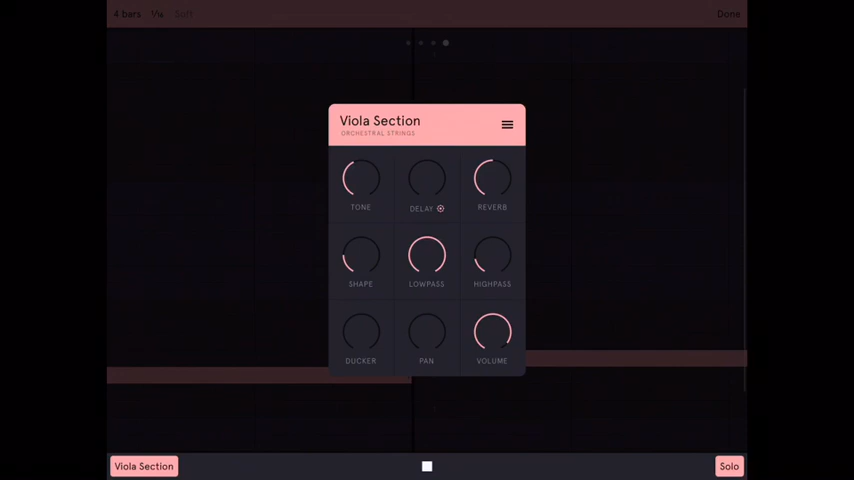 4 bars Vla Soft Done
Viola Section
ORCHESTRAL STRINGS
TONE DELAY REVERB
SHAPE LOWPASS HIGHPASS
DUCKER PAN VOLUME
Viola Section Solo